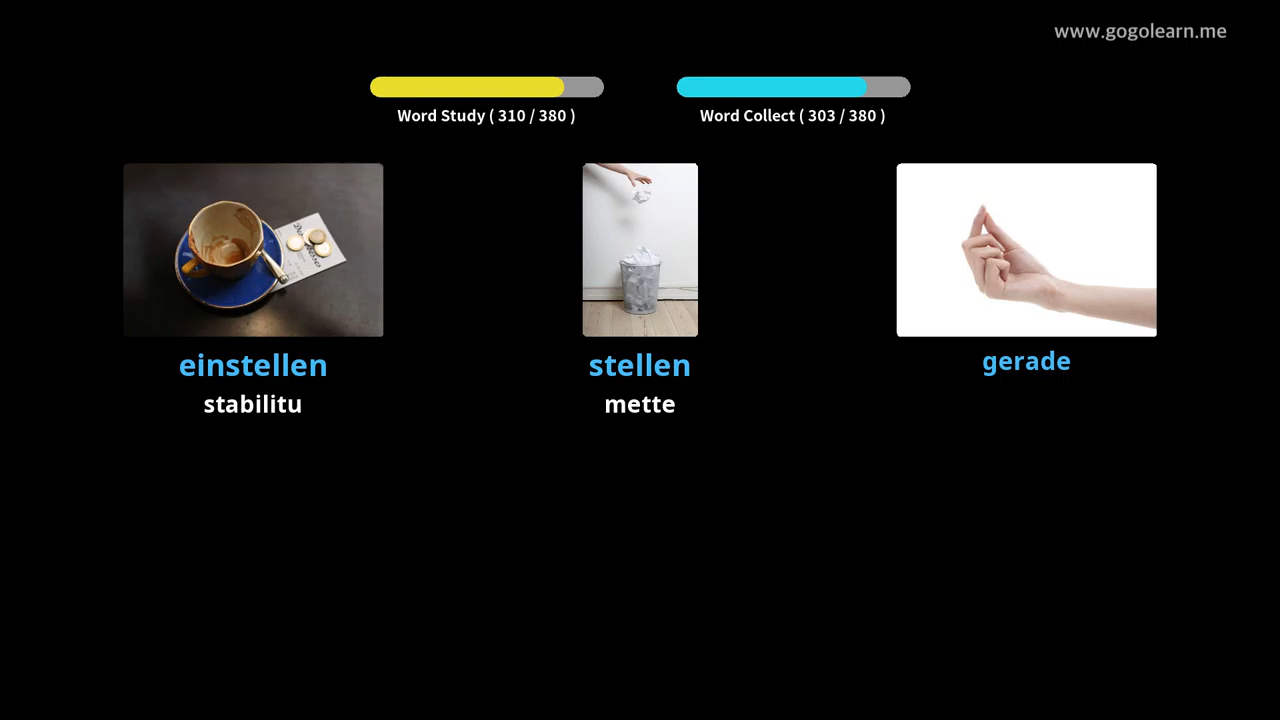 www.gogolearn.me
Word Study ( 310 / 380 )
Word Collect ( 303 / 380 )
einstellen
stabilitu
stellen
mette
gerade